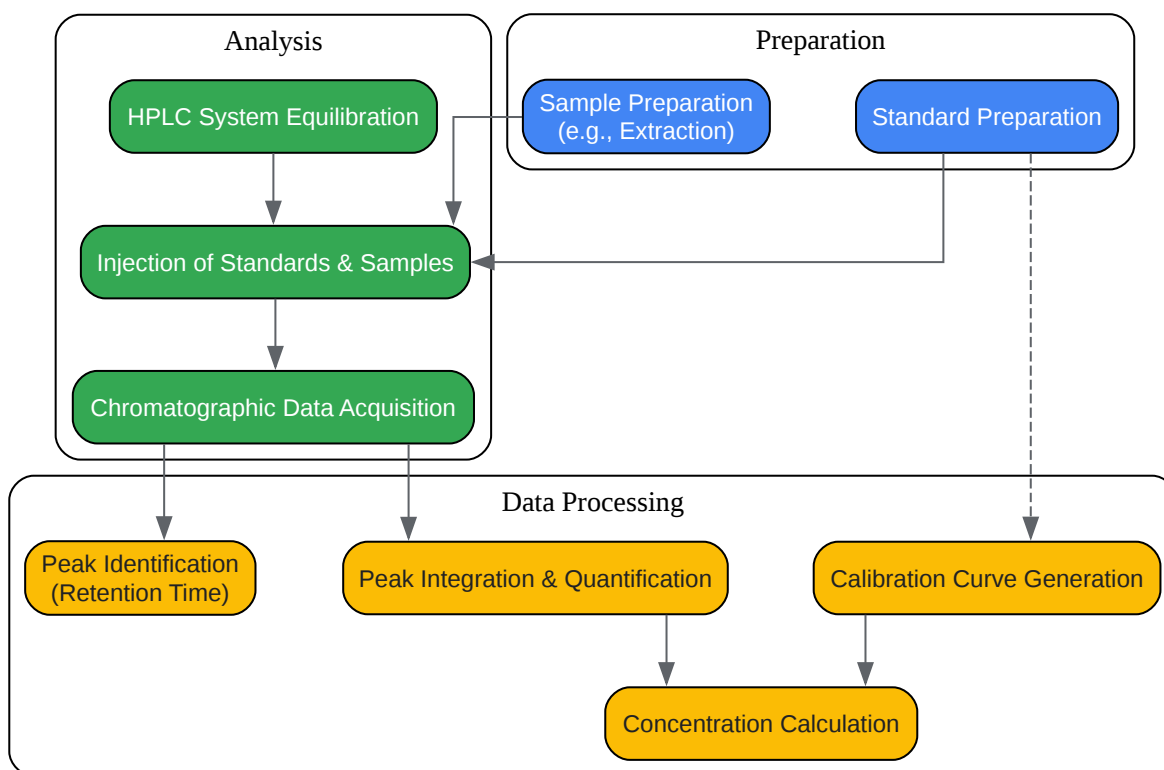 Analysis
HPLC System Equilibration
Injection of Standards & Samples
Chromatographic Data Acquisition
Preparation
Sample Preparation
(e.g., Extraction)
Standard Preparation
Data Processing
Peak Identification
(Retention Time)
Peak Integration & Quantification
Calibration Curve Generation
Concentration Calculation